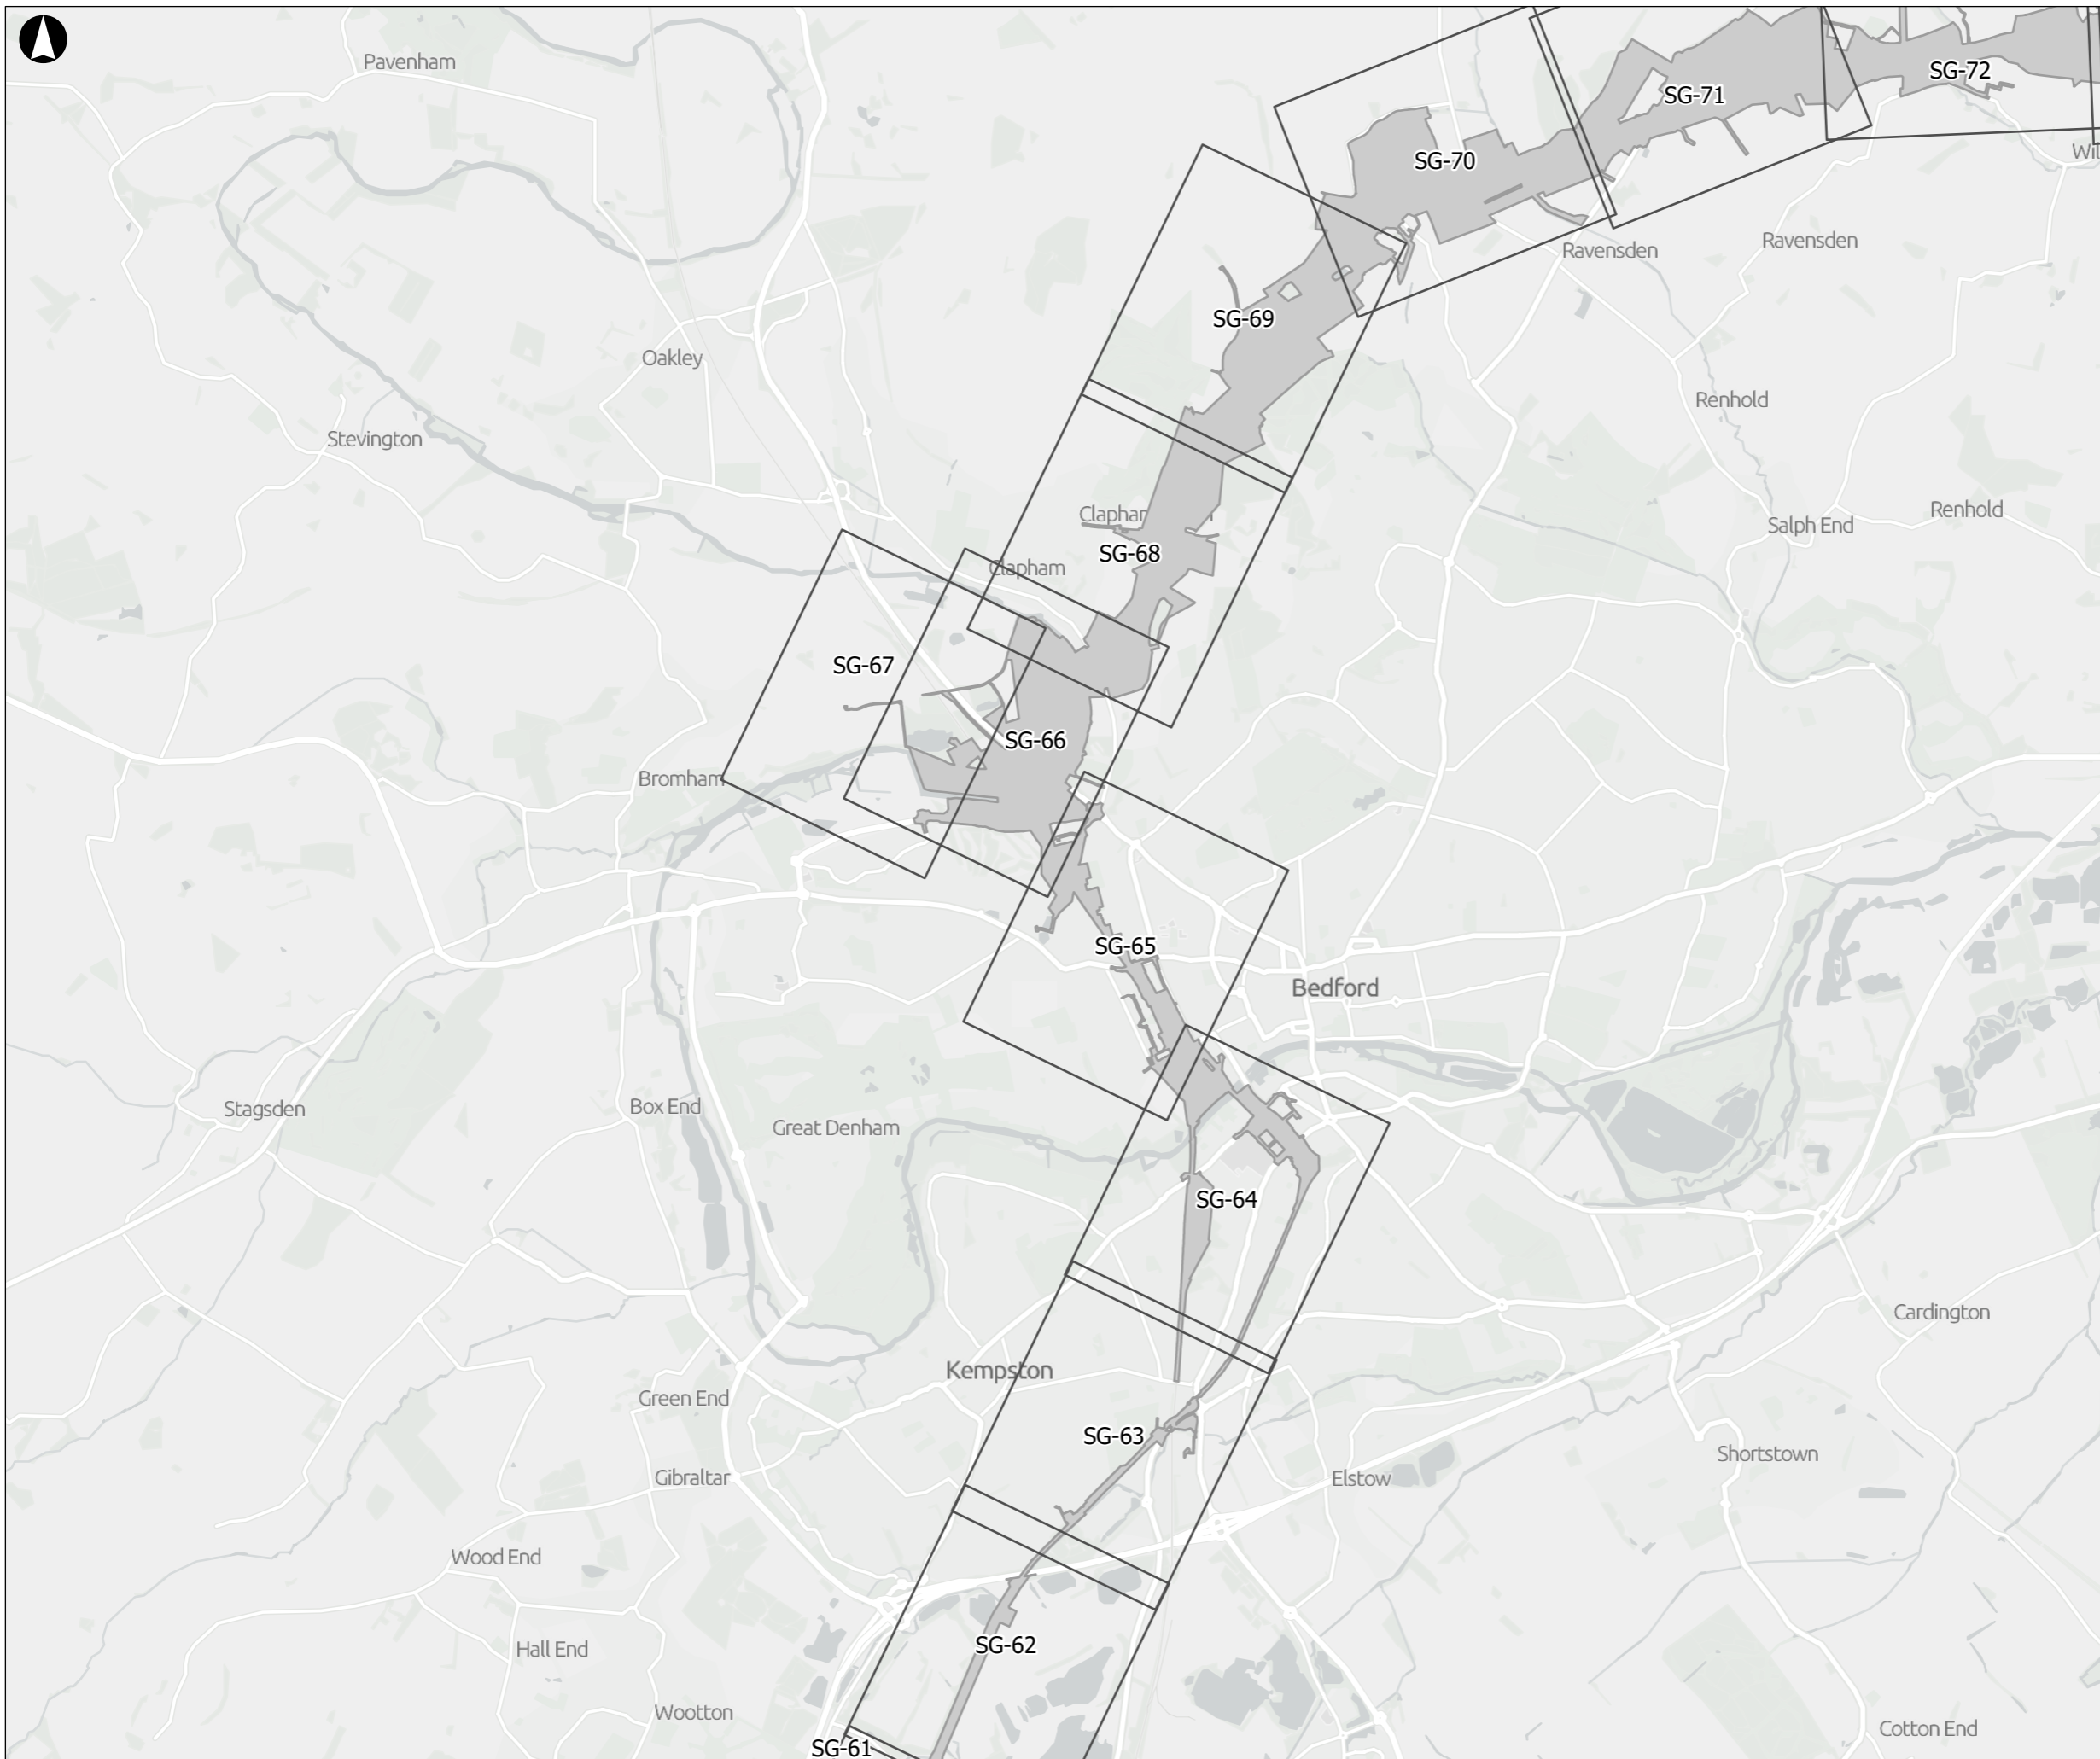 Pavenham
SG-72
SG-71
Wil
SG-70
Ravensden
Ravensden
SG-69
Oakley
Renhold
Stevington
Renhold
Clapham
Salph End
SG-68
Clapham
SG-67
SG-66
Bromham
SG-65
Bedford
Box End
Stagsden
Great Denham
SG-64
Cardington
Kempston
Green End
SG-63
Shortstown
Gibraltar
Elstow
Wood End
SG-62
Hall End
Wootton
Cotton End
SG-61